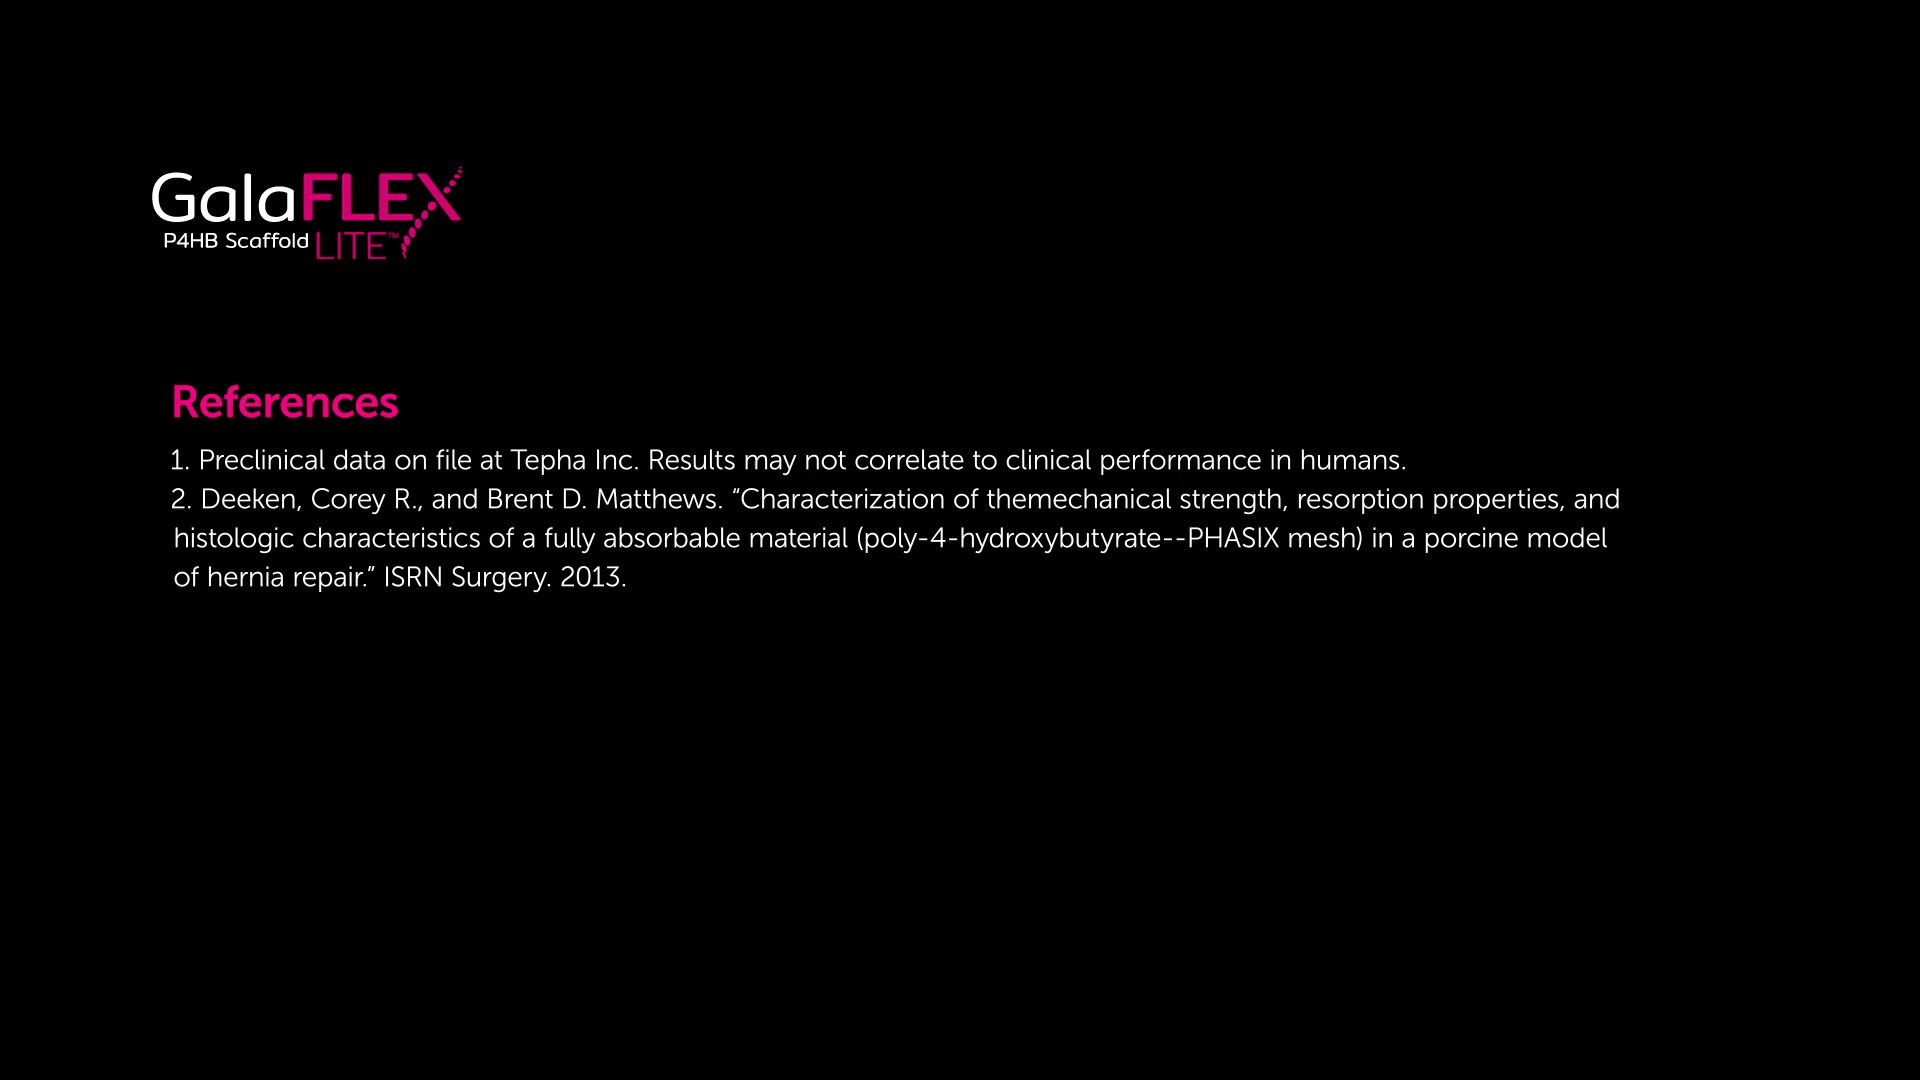 GalaFLEX
P4HB Scaffold LITE™
References
1. Preclinical data on file at Tepha Inc. Results may not correlate to clinical performance in humans.
2. Deeken, Corey R., and Brent D. Matthews. “Characterization of themechanical strength, resorption properties, and
histologic characteristics of a fully absorbable material (poly-4-hydroxybutyrate--PHASIX mesh) in a porcine model
of hernia repair.” ISRN Surgery. 2013.